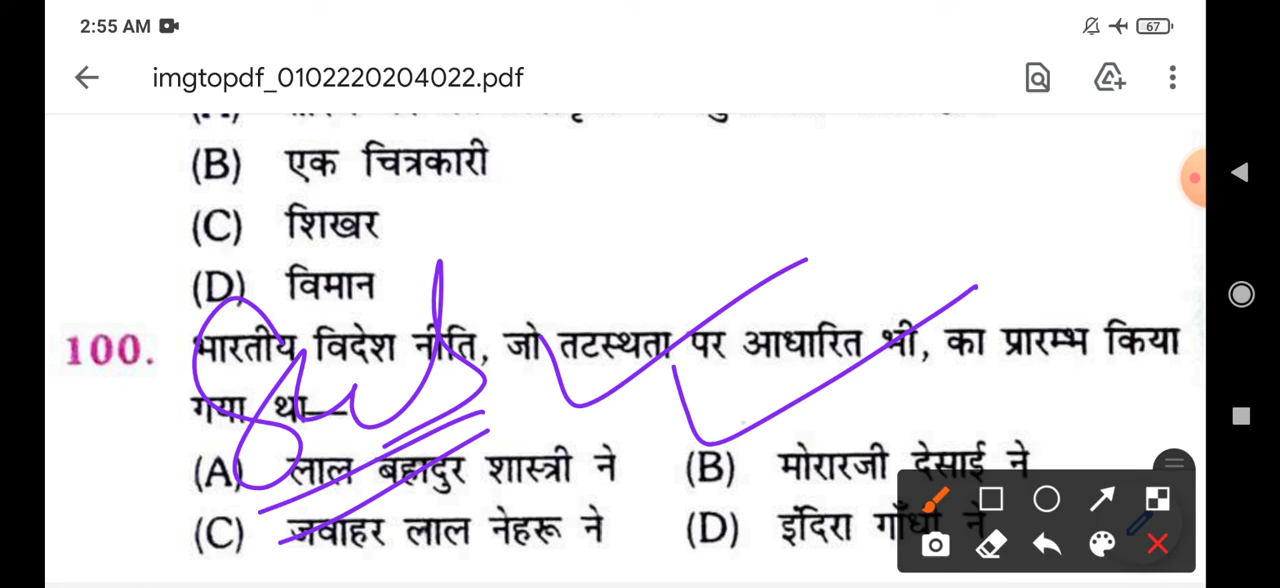 2:55 AM 67
imgtopdf_0102220204022.pdf
(B) एक चित्रकारी
(C) शिखर
(D) विमान
100. भारतीय विदेश नीति, जो तटस्थता पर आधारित थी, का प्रारम्भ किया
गया था—
(A) लाल बहादुर शास्त्री ने (B) मोरारजी देसाई ने
(C) जवाहर लाल नेहरू ने (D) इंदिरा गाँधी ने